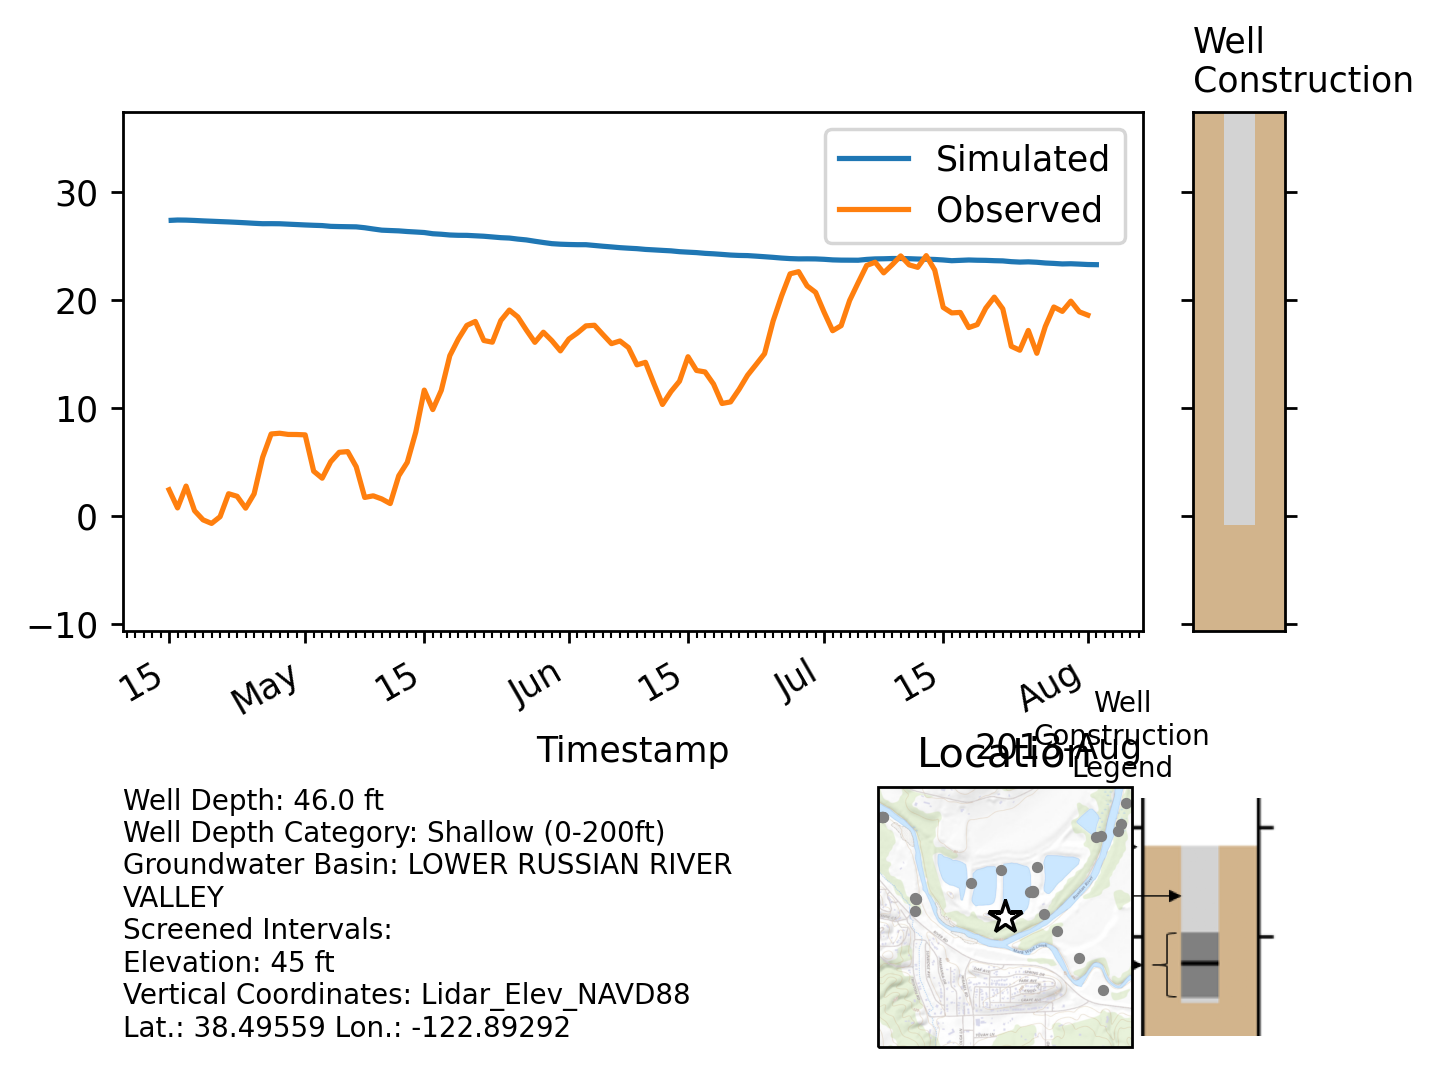 Well
Construction
Simulated
Observed
30
20
10
0
−10
15
May
15
Jun
15
Jul
15
Aug
Timestamp
2013-Aug
Location
Well
Construction
Legend
Well Depth: 46.0 ft
Well Depth Category: Shallow (0-200ft)
Groundwater Basin: LOWER RUSSIAN RIVER
VALLEY
Screened Intervals:
Elevation: 45 ft
Vertical Coordinates: Lidar_Elev_NAVD88
Lat.: 38.49559 Lon.: -122.89292